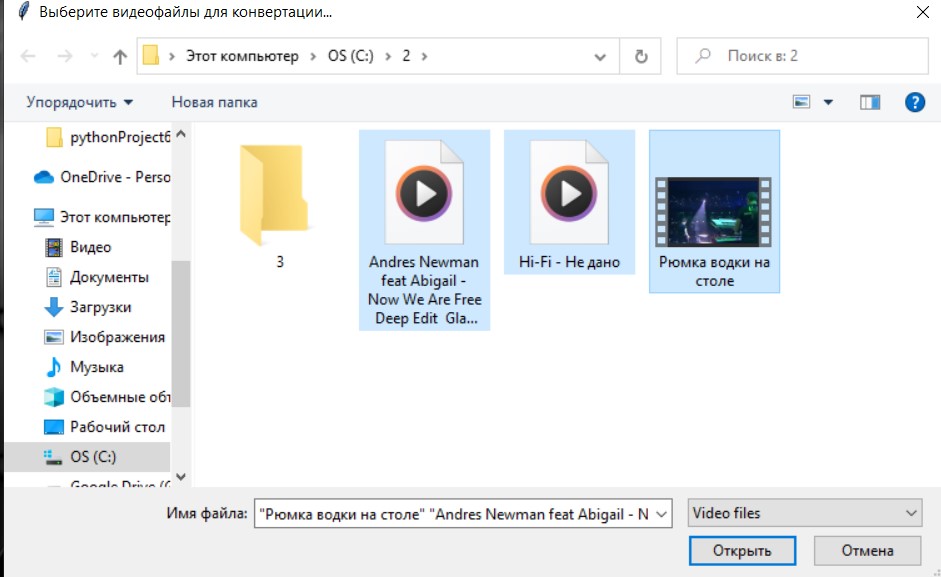 Выберите видеофайлы для конвертации...
Этот компьютер
OS (C:)
2
Поиск в: 2
Упорядочить
Новая папка
pythonProject6
OneDrive - Perso
Этот компьютер
Видео
Документы
Загрузки
Изображения
Музыка
Объемные объ
Рабочий стол
OS (C:)
Google Drive (G
3
Andres Newman
feat Abigail -
Now We Are Free
Deep Edit Gla...
Hi-Fi - Не дано
Рюмка водки на
столе
Имя файла:
"Рюмка водки на столе" "Andres Newman feat Abigail - N
Video files
Открыть
Отмена